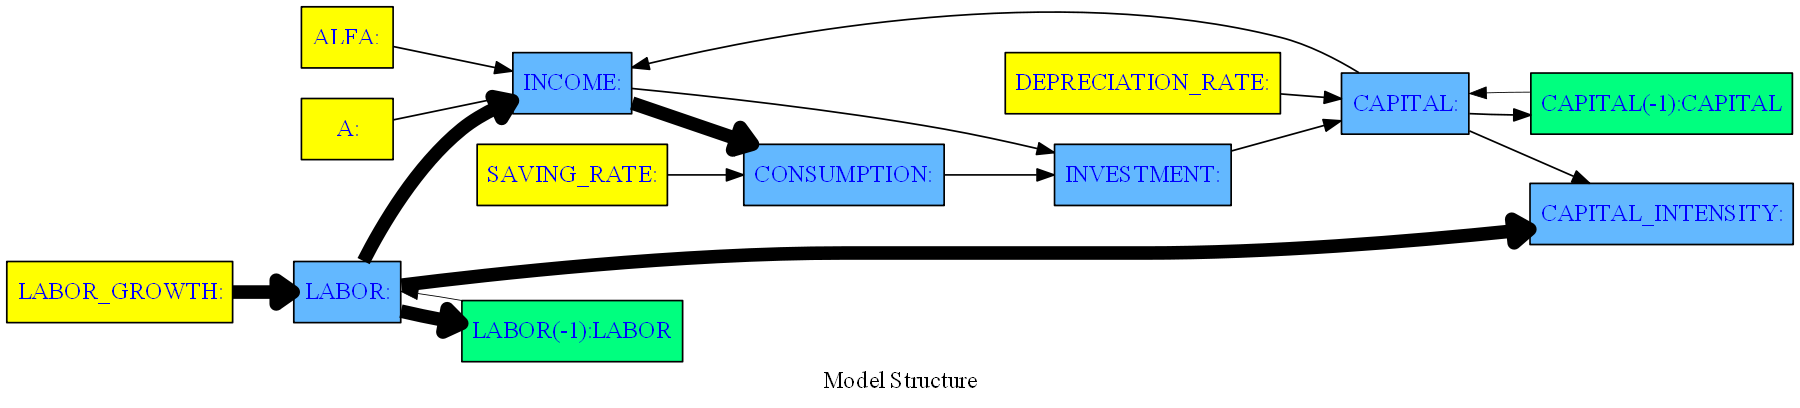 ALFA:
INCOME:
A:
DEPRECIATION_RATE:
CAPITAL:
CAPITAL(-1):CAPITAL
SAVING_RATE:
CONSUMPTION:
INVESTMENT:
CAPITAL_INTENSITY:
LABOR_GROWTH:
LABOR:
LABOR(-1):LABOR
Model Structure